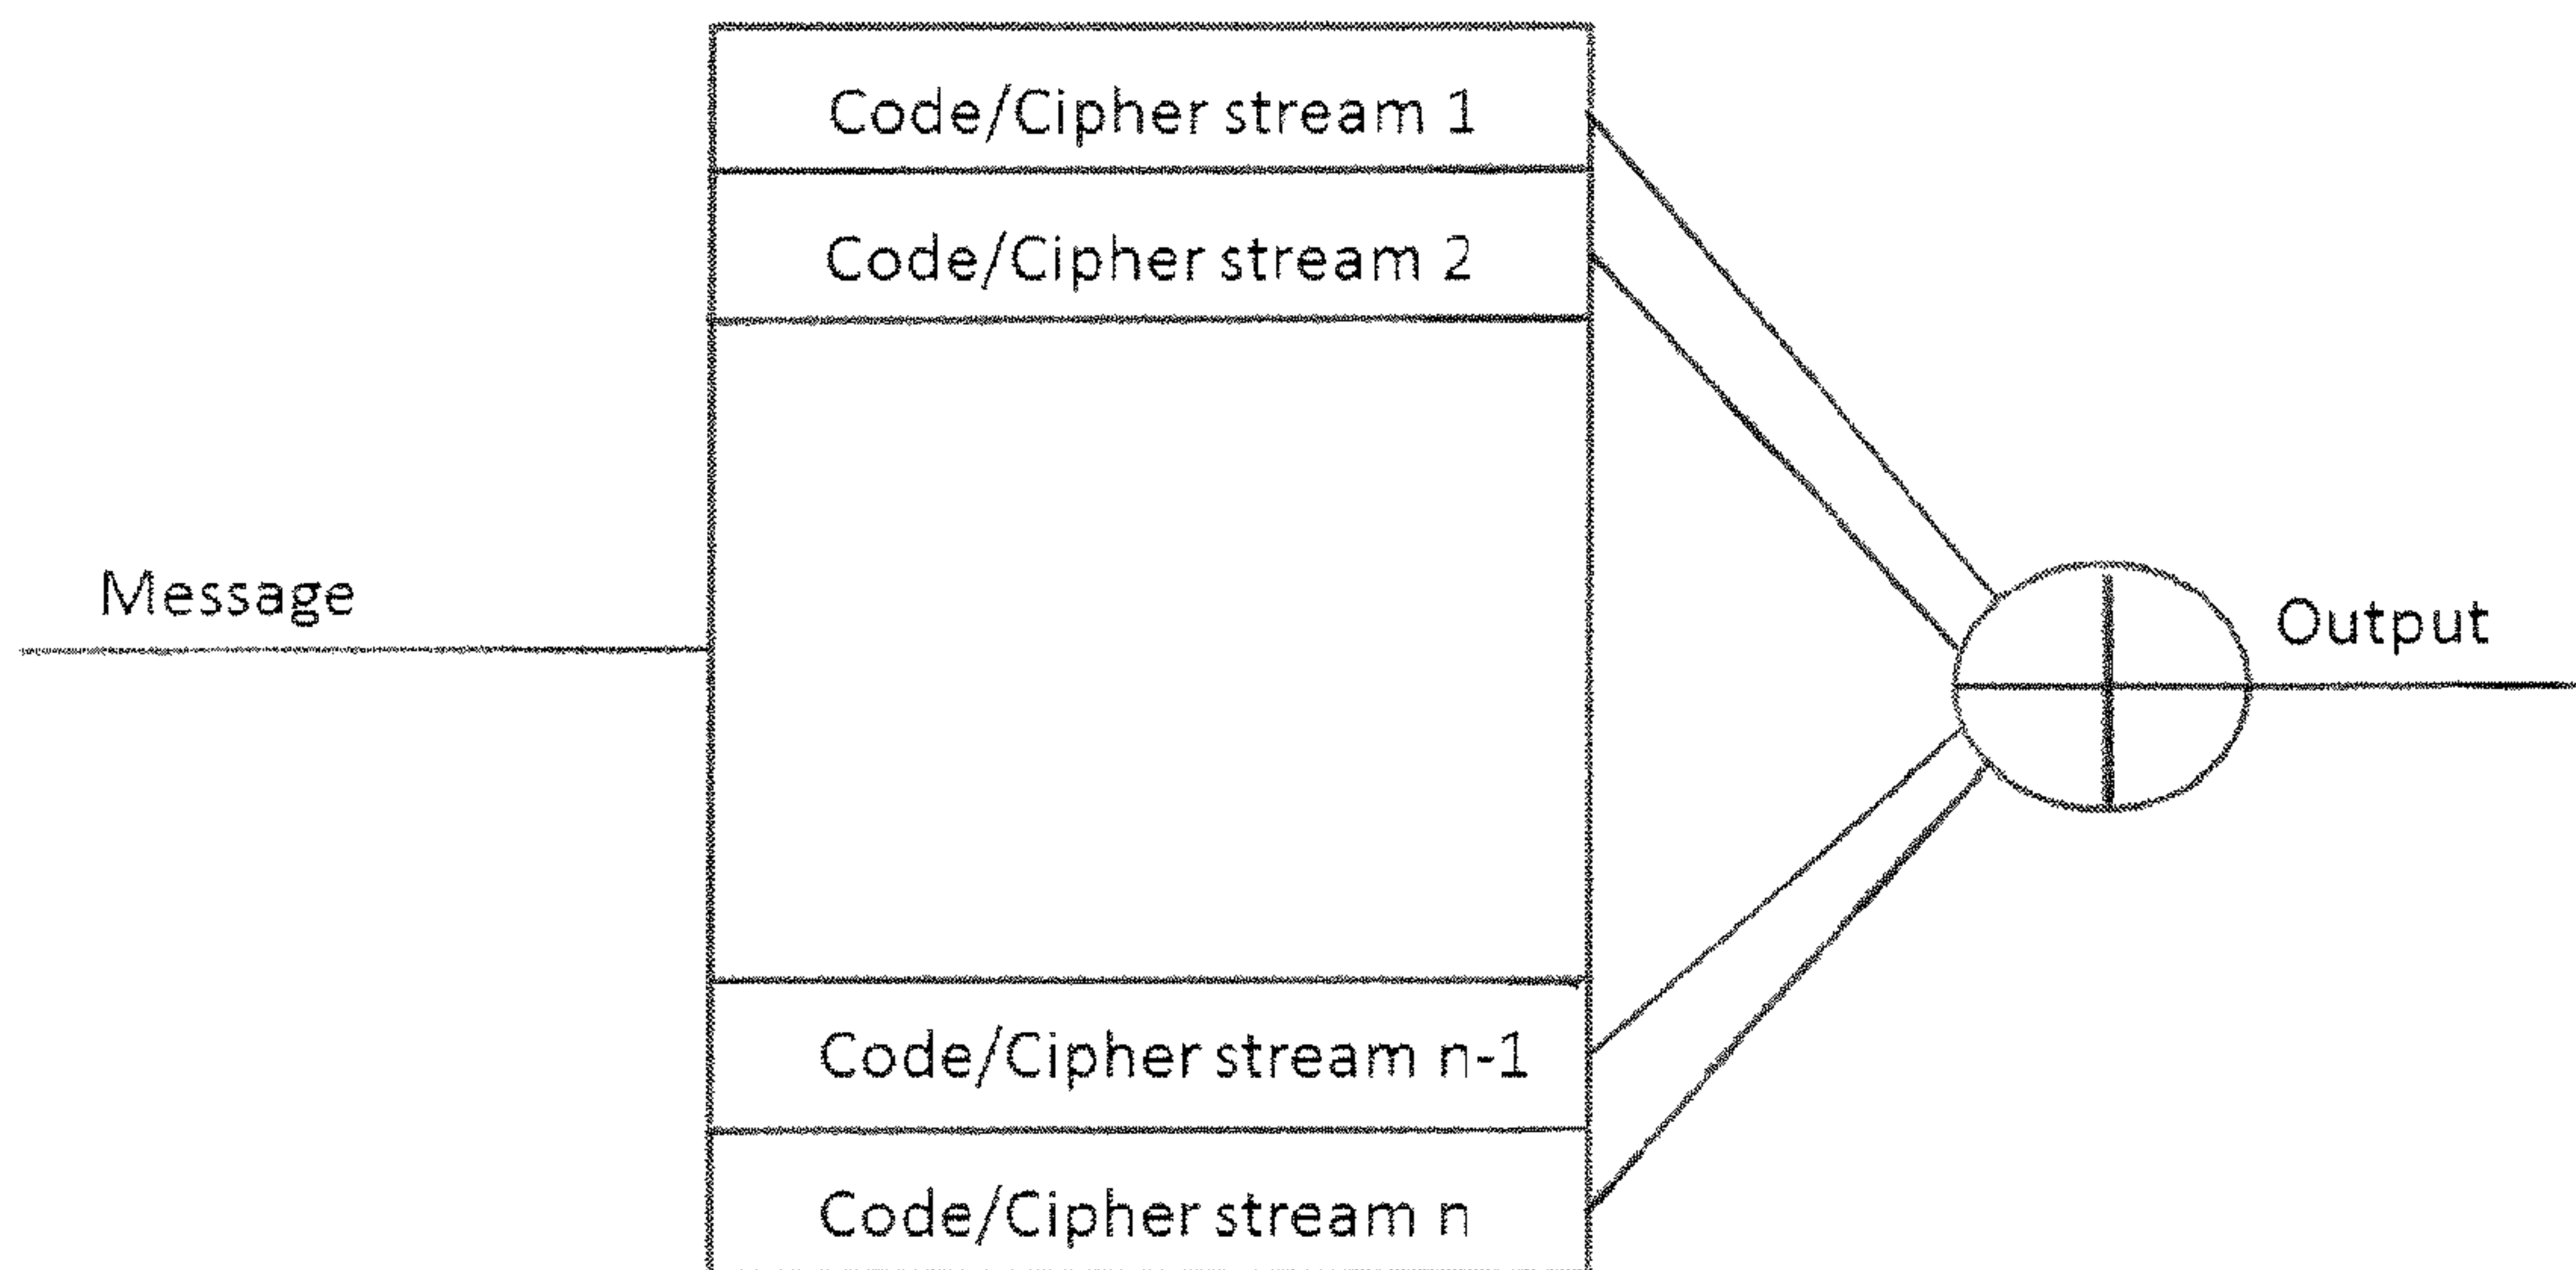 Code/Cipher stream 1
Code/Cipher stream 2
Message
Output
Code/Cipher stream n-1
Code/Cipher stream n